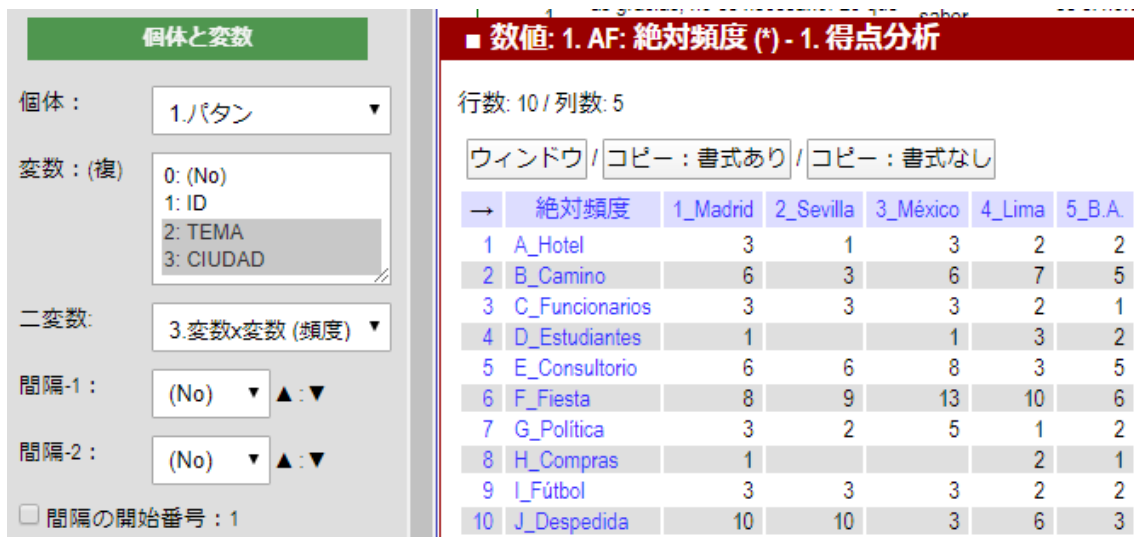 個体と変数
個体：
1.パタン ▼
変数：(複)
0: (No)
1: ID
2: TEMA
3: CIUDAD
二変数:
3.変数x変数 (頻度) ▼
間隔-1：
(No) ▼ ▲ : ▼
間隔-2：
(No) ▼ ▲ : ▼
間隔の開始番号：1
■ 数値: 1. AF: 絶対頻度 (*) - 1. 得点分析
行数: 10 / 列数: 5
ウィンドウ / コピー：書式あり / コピー：書式なし
→ 絶対頻度 1_Madrid 2_Sevilla 3_México 4_Lima 5_B.A.
1 A_Hotel 3 1 3 2 2
2 B_Camino 6 3 6 7 5
3 C_Funcionarios 3 3 3 2 1
4 D_Estudiantes 1 1 3 2
5 E_Consultorio 6 6 8 3 5
6 F_Fiesta 8 9 13 10 6
7 G_Política 3 2 5 1 2
8 H_Compras 1 2 1
9 I_Fútbol 3 3 3 2 2
10 J_Despedida 10 10 3 6 3